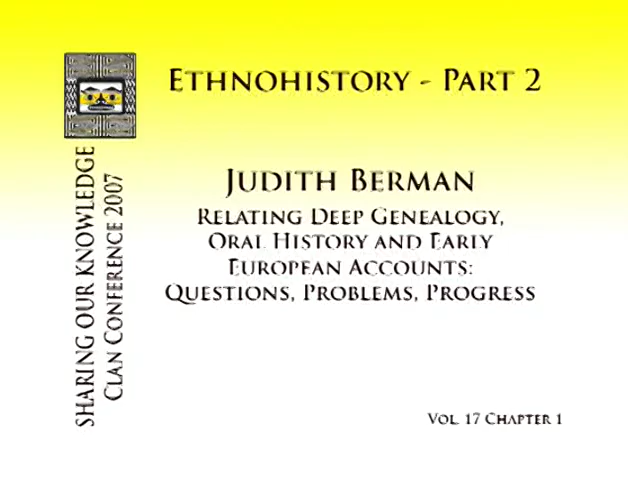 Ethnohistory - Part 2
Judith Berman
Relating Deep Genealogy,
Oral History and Early
European Accounts:
Questions, Problems, Progress
SHARING OUR KNOWLEDGE
Clan Conference 2007
Vol. 17 Chapter 1